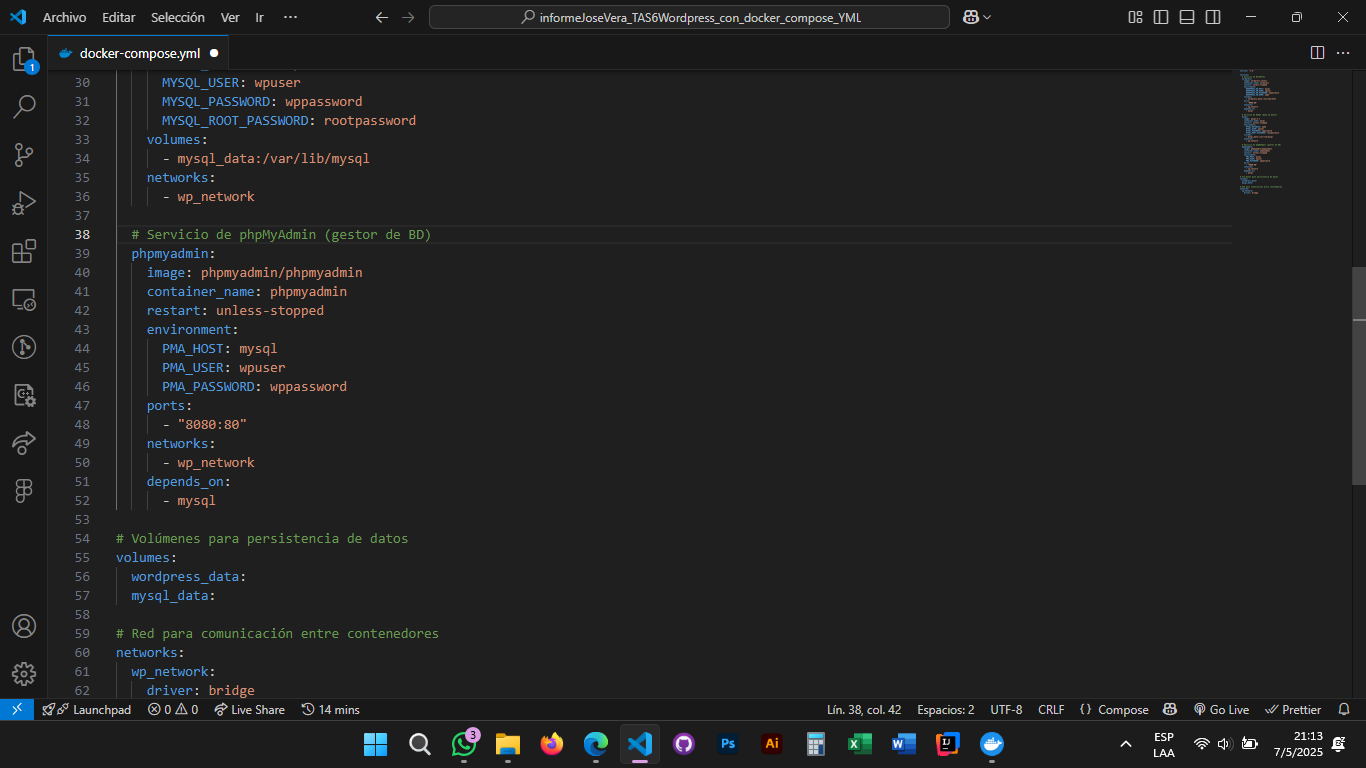 Archivo Editar Selección Ver Ir ···
informeJoseVera_TAS6Wordpress_con_docker_compose_YML
docker-compose.yml
1
30 MYSQL_USER: wpuser
31 MYSQL_PASSWORD: wppassword
32 MYSQL_ROOT_PASSWORD: rootpassword
33 volumes:
34 - mysql_data:/var/lib/mysql
35 networks:
36 - wp_network
37
38 # Servicio de phpMyAdmin (gestor de BD)
39 phpmyadmin:
40 image: phpmyadmin/phpmyadmin
41 container_name: phpmyadmin
42 restart: unless-stopped
43 environment:
44 PMA_HOST: mysql
45 PMA_USER: wpuser
46 PMA_PASSWORD: wppassword
47 ports:
48 - "8080:80"
49 networks:
50 - wp_network
51 depends_on:
52 - mysql
53
54 # Volúmenes para persistencia de datos
55 volumes:
56 wordpress_data:
57 mysql_data:
58
59 # Red para comunicación entre contenedores
60 networks:
61 wp_network:
62 driver: bridge
Launchpad 0 0 Live Share 14 mins Lín. 38, col. 42 Espacios: 2 UTF-8 CRLF {} Compose Go Live Prettier
3
Ps
Ai
ESP
LAA
21:13
7/5/2025